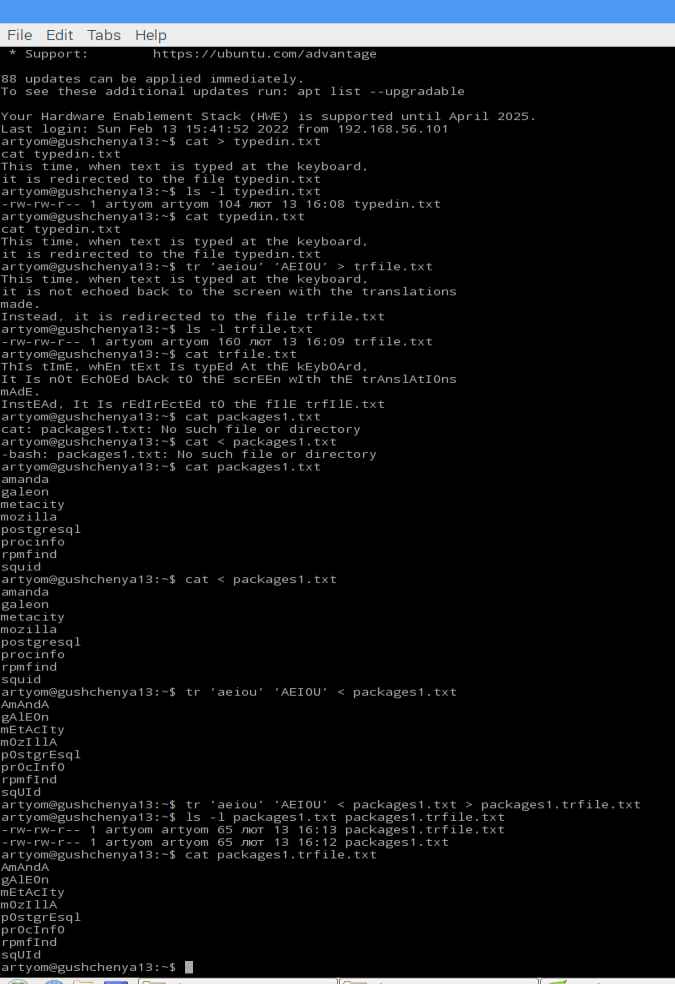 File Edit Tabs Help
* Support: https://ubuntu.com/advantage
88 updates can be applied immediately.
To see these additional updates run: apt list --upgradable
Your Hardware Enablement Stack (HWE) is supported until April 2025.
Last login: Sun Feb 13 15:41:52 2022 from 192.168.56.101
artyom@gushchenya13:~$ cat > typedin.txt
cat typedin.txt
This time, when text is typed at the keyboard,
it is redirected to the file typedin.txt
artyom@gushchenya13:~$ ls -l typedin.txt
-rw-rw-r-- 1 artyom artyom 104 лют 13 16:08 typedin.txt
artyom@gushchenya13:~$ cat typedin.txt
cat typedin.txt
This time, when text is typed at the keyboard,
it is redirected to the file typedin.txt
artyom@gushchenya13:~$ tr 'aeiou' 'AEIOU' > trfile.txt
This time, when text is typed at the keyboard,
it is not echoed back to the screen with the translations
made.
Instead, it is redirected to the file trfile.txt
artyom@gushchenya13:~$ ls -l trfile.txt
-rw-rw-r-- 1 artyom artyom 160 лют 13 16:09 trfile.txt
artyom@gushchenya13:~$ cat trfile.txt
ThIs tImE, whEn tExt Is typEd At thE kEybOArd,
It Is nOt EchOEd bAck tO thE scrEEn wIth thE trAnslAtIOns
mAdE.
InstEAd, It Is rEdIrEctEd tO thE fIlE trfIlE.txt
artyom@gushchenya13:~$ cat packages1.txt
cat: packages1.txt: No such file or directory
artyom@gushchenya13:~$ cat < packages1.txt
-bash: packages1.txt: No such file or directory
artyom@gushchenya13:~$ cat packages1.txt
amanda
galeon
metacity
mozilla
postgresql
procinfo
rpmfind
squid
artyom@gushchenya13:~$ cat < packages1.txt
amanda
galeon
metacity
mozilla
postgresql
procinfo
rpmfind
squid
artyom@gushchenya13:~$ tr 'aeiou' 'AEIOU' < packages1.txt
AmAndA
gAlEOn
mEtAcIty
mOzIllA
pOstgrEsql
prOcInfO
rpmfInd
sqUId
artyom@gushchenya13:~$ tr 'aeiou' 'AEIOU' < packages1.txt > packages1.trfile.txt
artyom@gushchenya13:~$ ls -l packages1.txt packages1.trfile.txt
-rw-rw-r-- 1 artyom artyom 65 лют 13 16:13 packages1.trfile.txt
-rw-rw-r-- 1 artyom artyom 65 лют 13 16:12 packages1.txt
artyom@gushchenya13:~$ cat packages1.trfile.txt
AmAndA
gAlEOn
mEtAcIty
mOzIllA
pOstgrEsql
prOcInfO
rpmfInd
sqUId
artyom@gushchenya13:~$